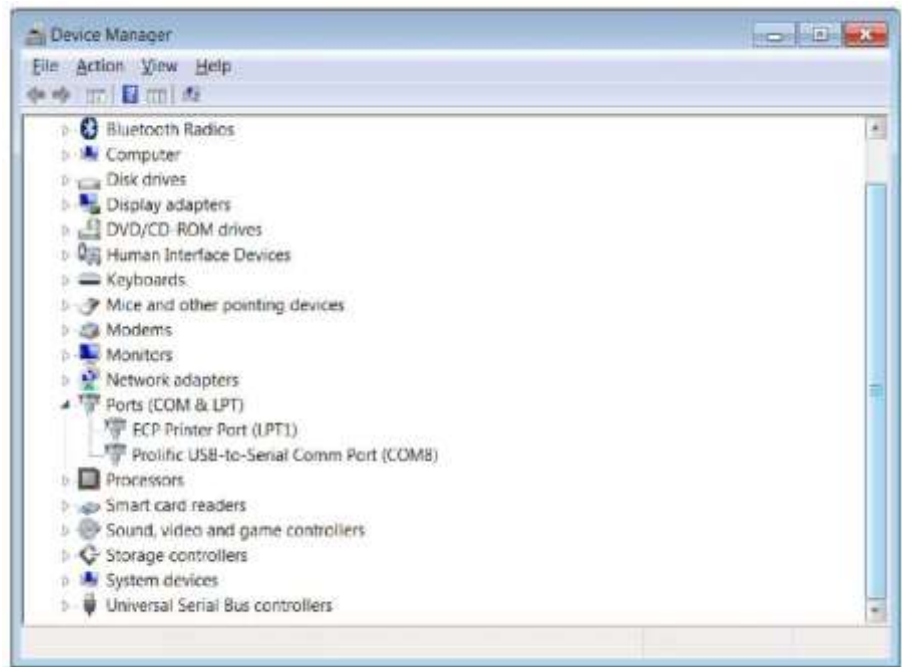 Device Manager
File Action View Help
Bluetooth Radios
Computer
Disk drives
Display adapters
DVD/CD-ROM drives
Human Interface Devices
Keyboards
Mice and other pointing devices
Modems
Monitors
Network adapters
Ports (COM & LPT)
ECP Printer Port (LPT1)
Prolific USB-to-Serial Comm Port (COM8)
Processors
Smart card readers
Sound, video and game controllers
Storage controllers
System devices
Universal Serial Bus controllers